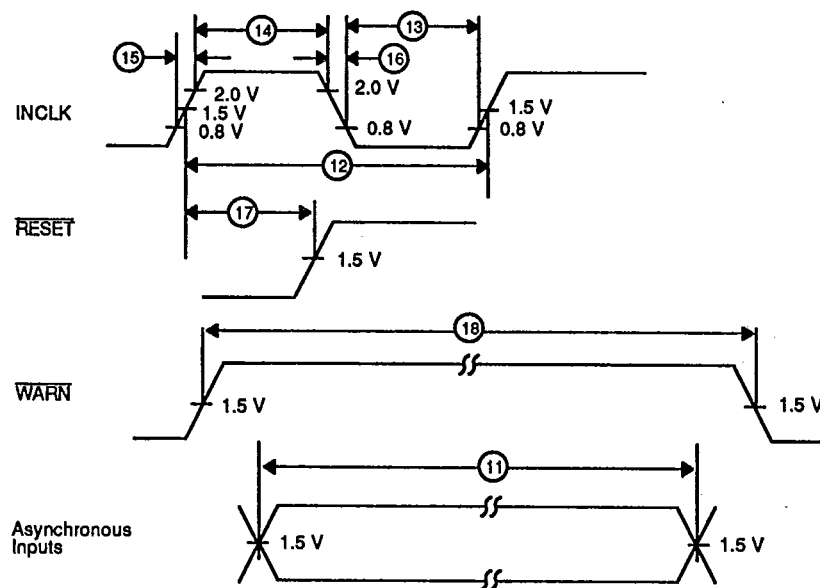 15 14 16 13
INCLK
2.0 V
1.5 V
0.8 V
2.0 V
0.8 V
1.5 V
0.8 V
12
17
RESET
1.5 V
18
WARN
1.5 V
1.5 V
11
Asynchronous
Inputs
1.5 V
1.5 V